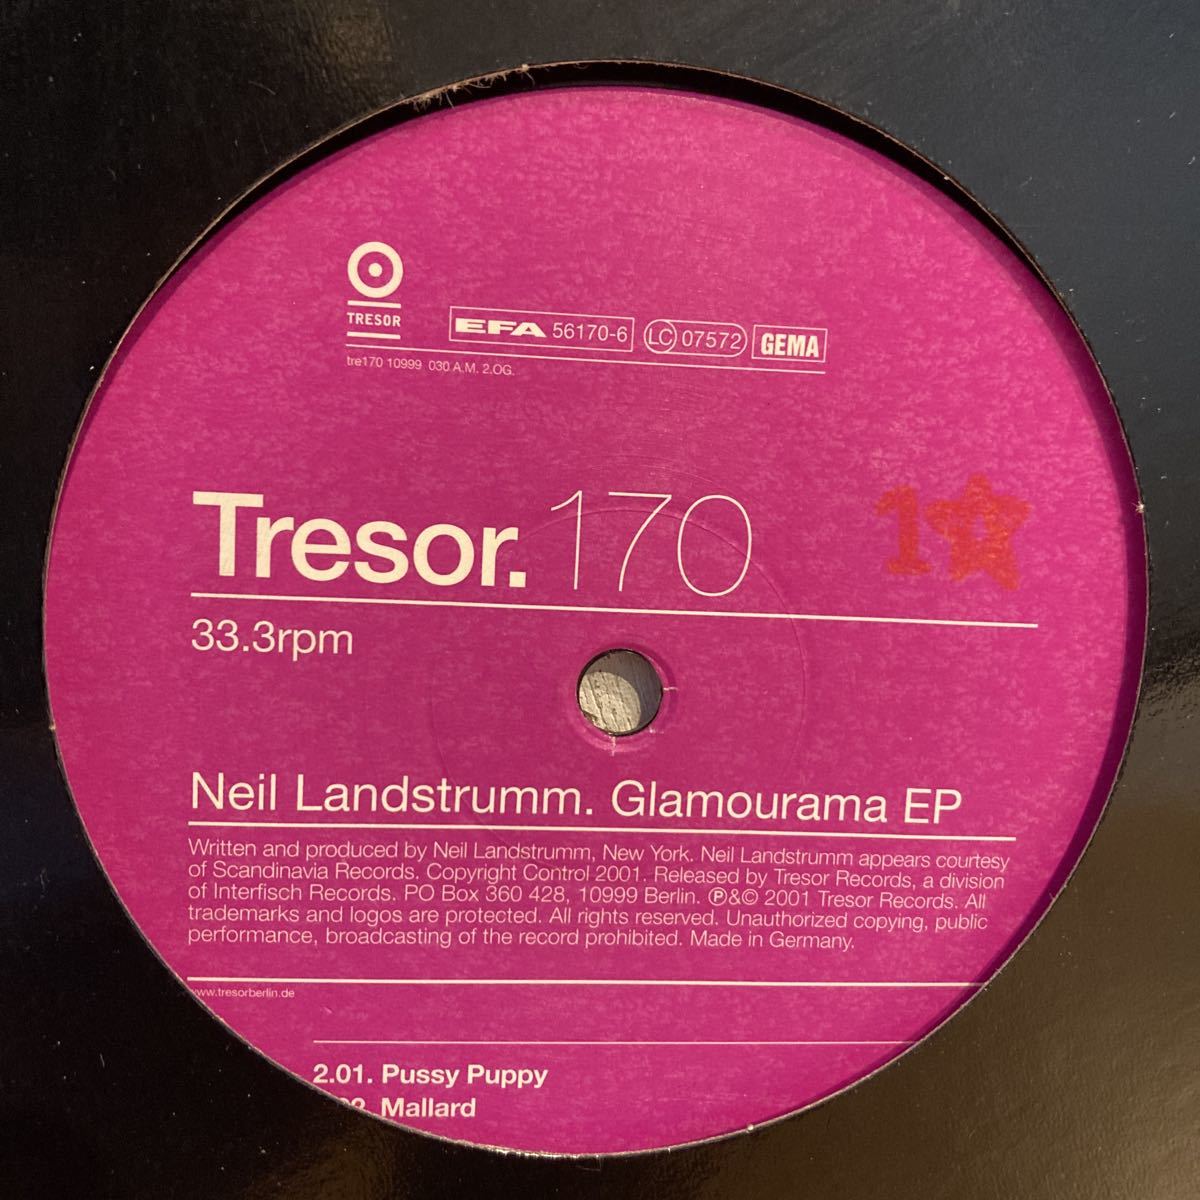 TRESOR
EFA 56170-6 LC 07572 GEMA
tre170 10999 030 A.M. 2.OG.
Tresor. 170
10
33.3rpm
Neil Landstrumm. Glamourama EP
Written and produced by Neil Landstrumm, New York. Neil Landstrumm appears courtesy
of Scandinavia Records. Copyright Control 2001. Released by Tresor Records, a division
of Interfisch Records. PO Box 360 428, 10999 Berlin. ℗&© 2001 Tresor Records. All
trademarks and logos are protected. All rights reserved. Unauthorized copying, public
performance, broadcasting of the record prohibited. Made in Germany.
www.tresorberlin.de
2.01. Pussy Puppy
02. Mallard